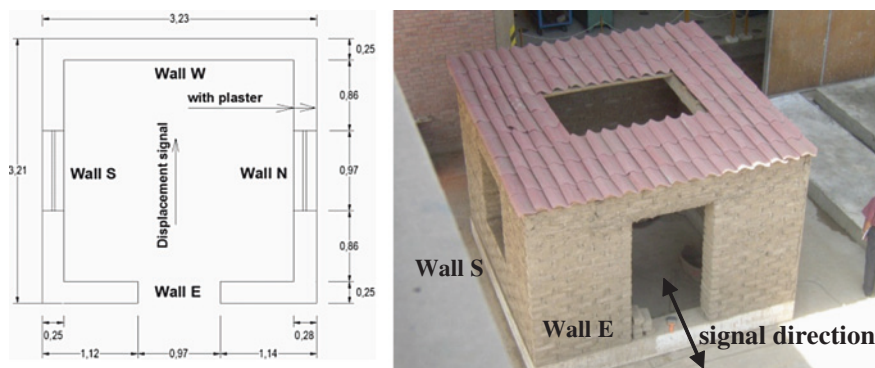 3,23
0,25
Wall W
with plaster
0,86
Displacement signal
3,21
Wall S
Wall N
0,97
0,86
Wall E
0,25
0,25
0,28
1,12
0,97
1,14
Wall S
Wall E
signal direction